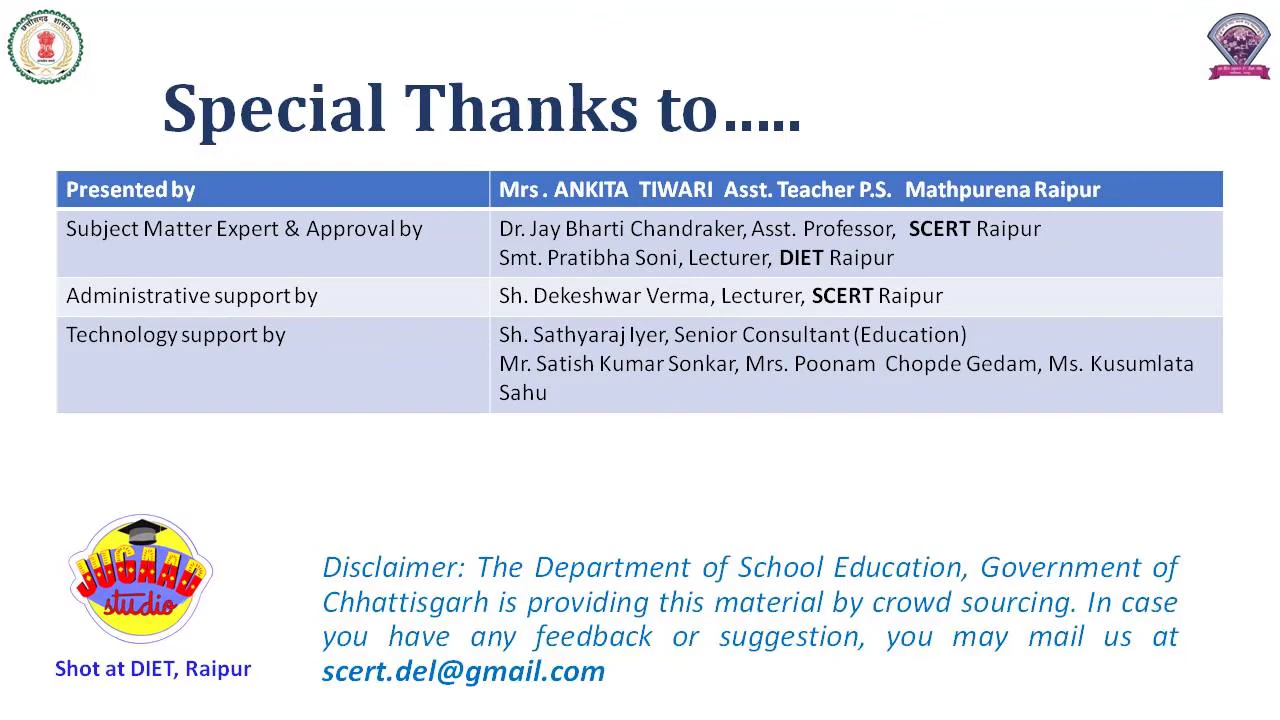 छत्तीसगढ़ शासन
Special Thanks to.....
Presented by
Mrs . ANKITA TIWARI Asst. Teacher P.S. Mathpurena Raipur
Subject Matter Expert & Approval by
Dr. Jay Bharti Chandraker, Asst. Professor, SCERT Raipur
Smt. Pratibha Soni, Lecturer, DIET Raipur
Administrative support by
Sh. Dekeshwar Verma, Lecturer, SCERT Raipur
Technology support by
Sh. Sathyaraj Iyer, Senior Consultant (Education)
Mr. Satish Kumar Sonkar, Mrs. Poonam Chopde Gedam, Ms. Kusumlata
Sahu
JUGAAD
studio
Shot at DIET, Raipur
Disclaimer: The Department of School Education, Government of
Chhattisgarh is providing this material by crowd sourcing. In case
you have any feedback or suggestion, you may mail us at
scert.del@gmail.com